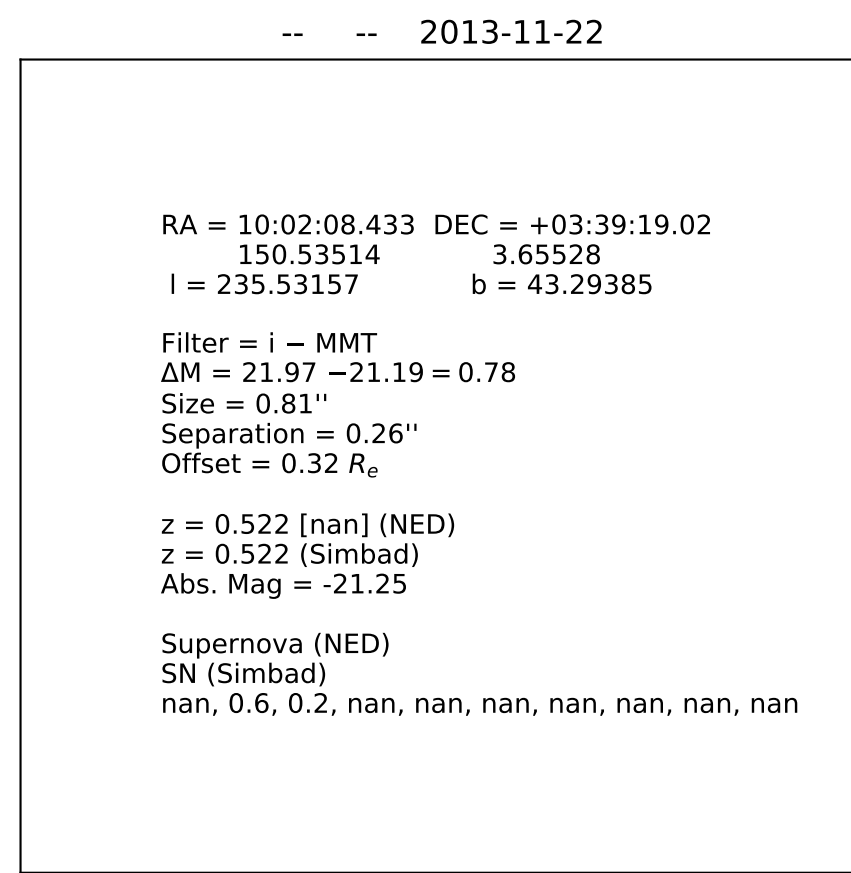 -- -- 2013-11-22
RA = 10:02:08.433 DEC = +03:39:19.02
150.53514 3.65528
l = 235.53157 b = 43.29385
Filter = i − MMT
ΔM = 21.97 −21.19 = 0.78
Size = 0.81''
Separation = 0.26''
Offset = 0.32 Re
z = 0.522 [nan] (NED)
z = 0.522 (Simbad)
Abs. Mag = -21.25
Supernova (NED)
SN (Simbad)
nan, 0.6, 0.2, nan, nan, nan, nan, nan, nan, nan